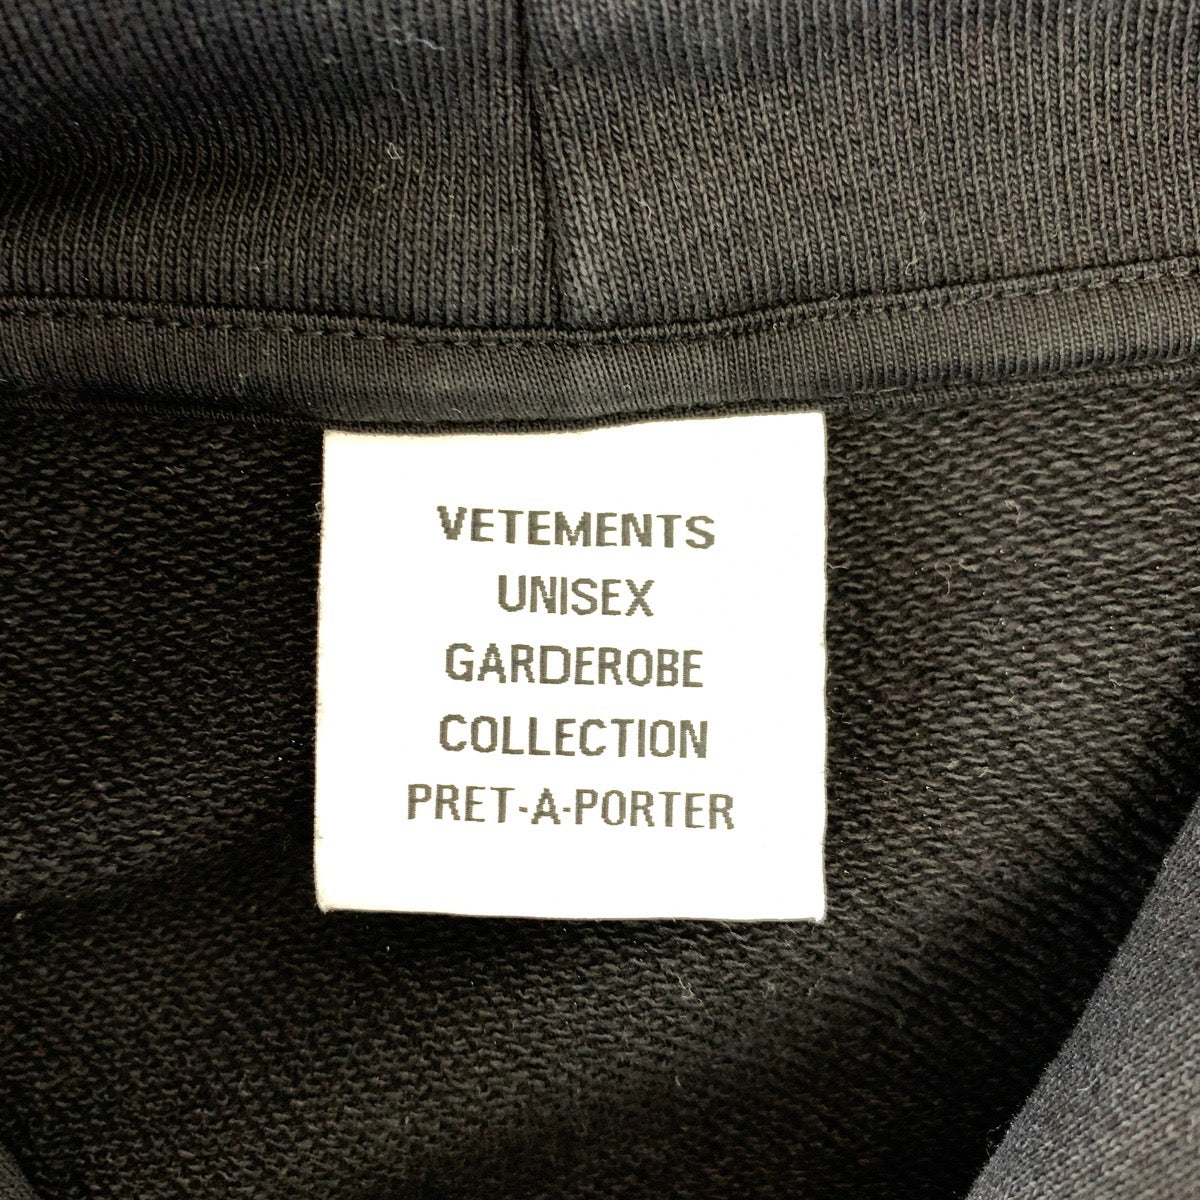 VETEMENTS
UNISEX
GARDEROBE
COLLECTION
PRET-A-PORTER